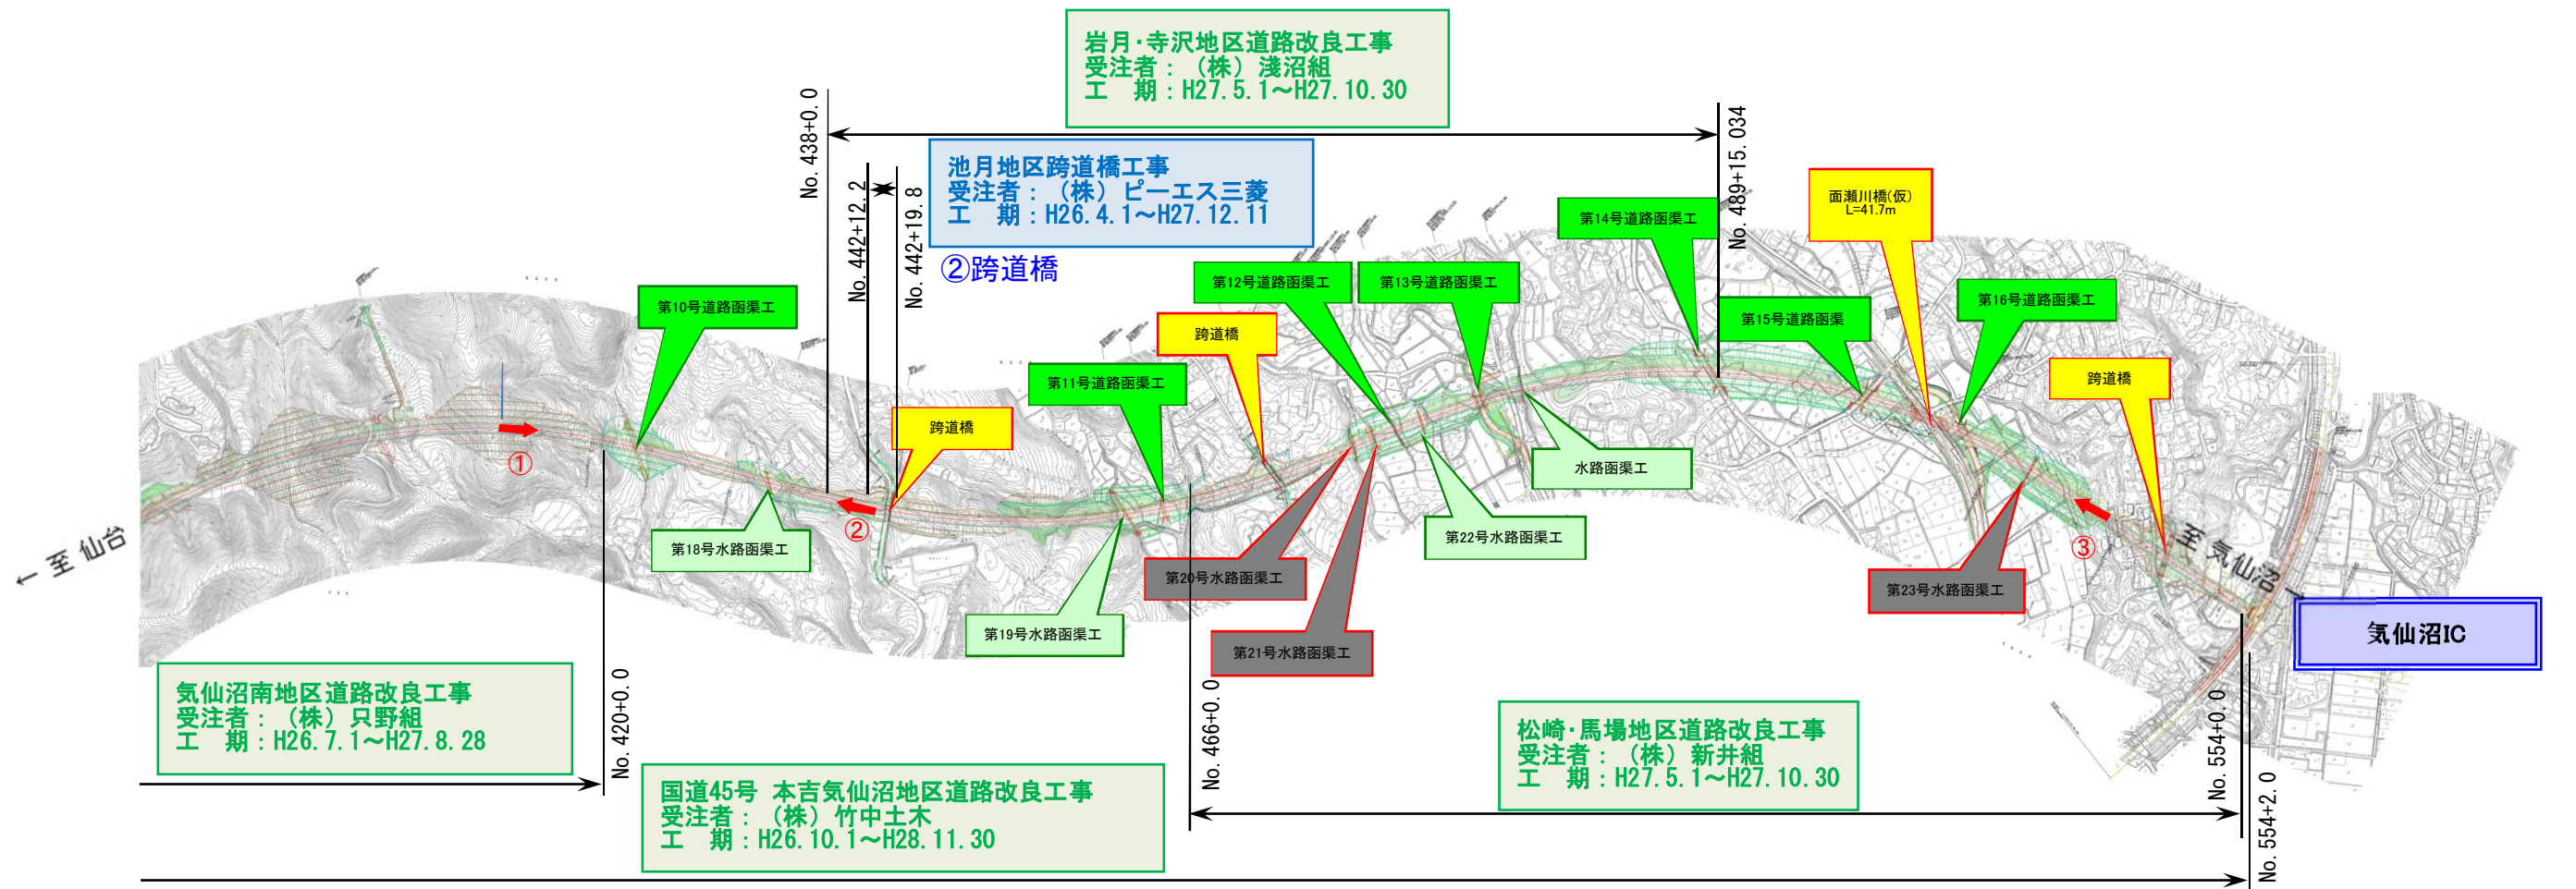 岩月･寺沢地区道路改良工事
受注者：（株）淺沼組
工　期：H27.5.1～H27.10.30
No.438+0.0
No.489+15.034
池月地区跨道橋工事
受注者：（株）ピーエス三菱
工　期：H26.4.1～H27.12.11
No.442+12.2
No.442+19.8
②跨道橋
面瀬川橋(仮)
L=41.7m
第14号道路函渠工
第12号道路函渠工
第13号道路函渠工
第10号道路函渠工
第15号道路函渠
第16号道路函渠工
跨道橋
第11号道路函渠工
跨道橋
跨道橋
①
②
③
水路函渠工
第18号水路函渠工
第22号水路函渠工
第20号水路函渠工
第23号水路函渠工
第19号水路函渠工
第21号水路函渠工
← 至 仙台
至 気仙沼 →
気仙沼IC
気仙沼南地区道路改良工事
受注者：（株）只野組
工　期：H26.7.1～H27.8.28
No.420+0.0
No.466+0.0
松崎･馬場地区道路改良工事
受注者：（株）新井組
工　期：H27.5.1～H27.10.30
No.554+0.0
No.554+2.0
国道45号 本吉気仙沼地区道路改良工事
受注者：（株）竹中土木
工　期：H26.10.1～H28.11.30